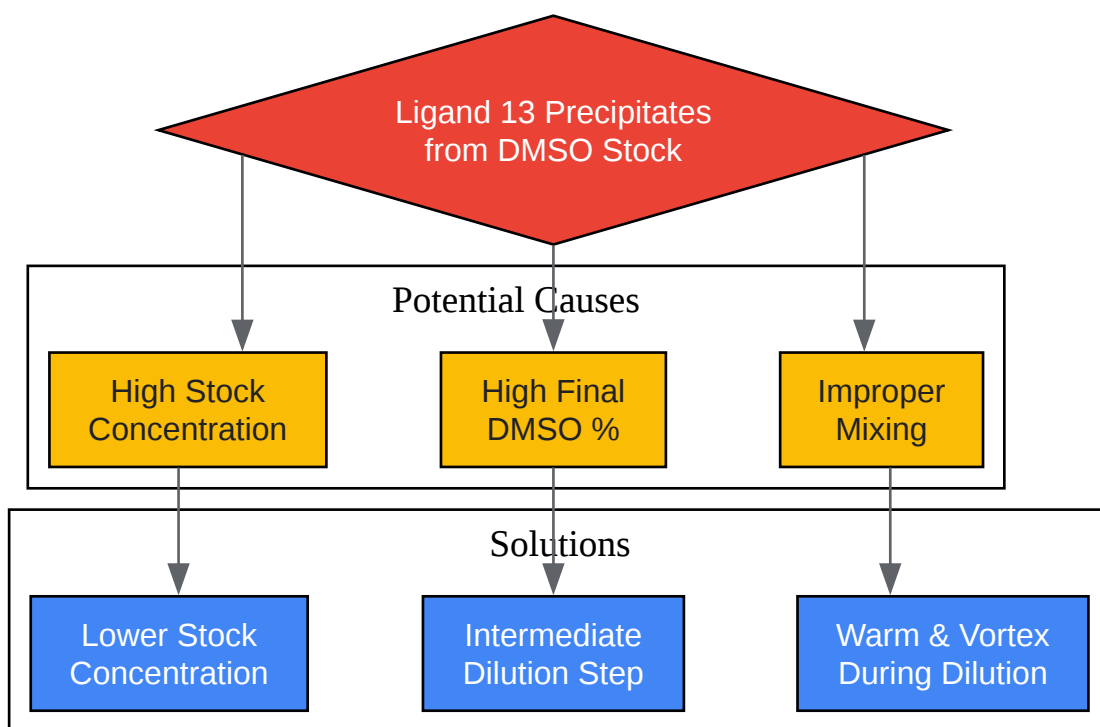 Ligand 13 Precipitates
from DMSO Stock
Potential Causes
High Stock
Concentration
High Final
DMSO %
Improper
Mixing
Solutions
Lower Stock
Concentration
Intermediate
Dilution Step
Warm & Vortex
During Dilution